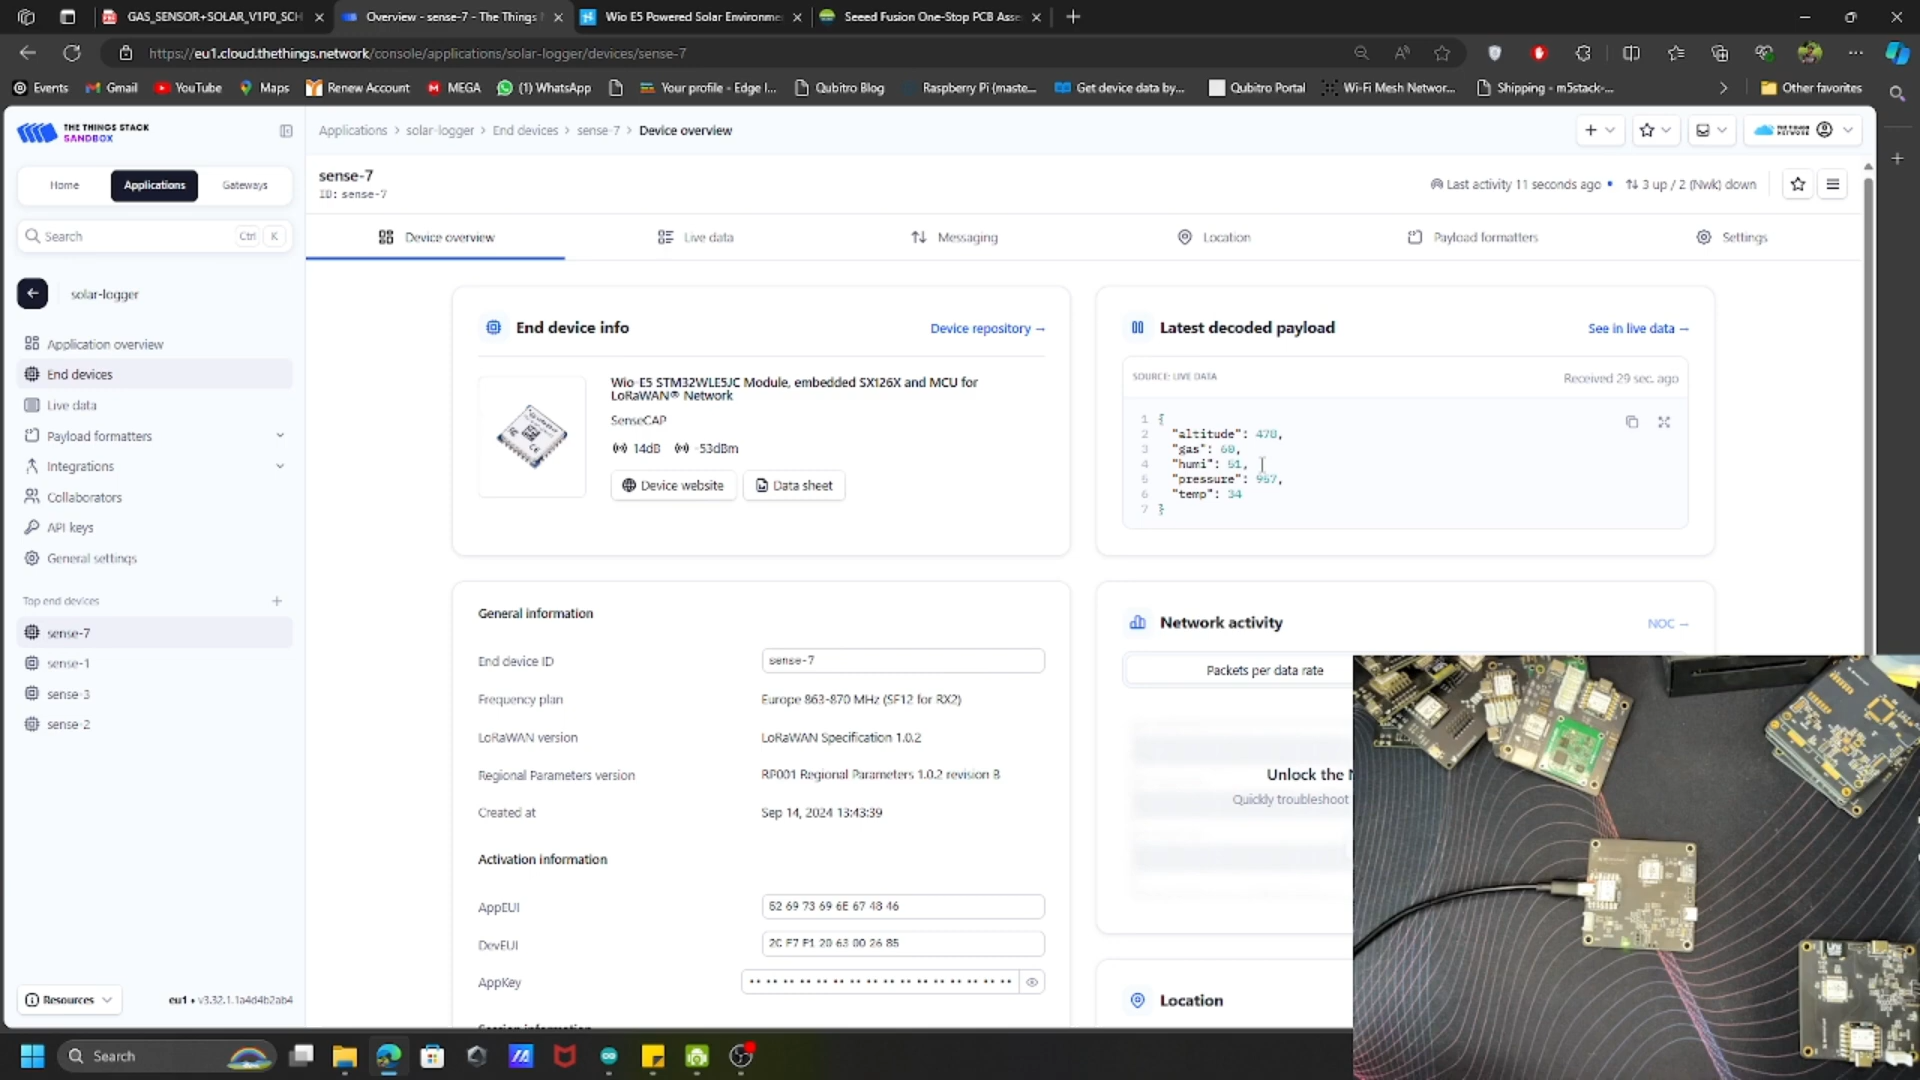 GAS_SENSOR+SOLAR_V1P0_SCH
Overview - sense-7 - The Things
Wio E5 Powered Solar Environme
Seeed Fusion One-Stop PCB Asse
https://eu1.cloud.thethings.network/console/applications/solar-logger/devices/sense-7
Events
Gmail
YouTube
Maps
Renew Account
MEGA
(1) WhatsApp
Your profile - Edge I...
Qubitro Blog
Raspberry Pi (maste...
Get device data by...
Qubitro Portal
Wi-Fi Mesh Networ...
Shipping - m5stack-...
Other favorites
THE THINGS STACK
SANDBOX
Applications > solar-logger > End devices > sense-7 > Device overview
THE THINGS
NETWORK
Home
Applications
Gateways
sense-7
ID: sense-7
Last activity 11 seconds ago • 3 up / 2 (Nwk) down
Search
Ctrl K
Device overview
Live data
Messaging
Location
Payload formatters
Settings
solar-logger
Application overview
End devices
Live data
Payload formatters
Integrations
Collaborators
API keys
General settings
Top end devices
sense-7
sense-1
sense-3
sense-2
Resources
eu1 • v3.32.1.1a4d4b2ab4
End device info
Device repository →
Wio-E5 STM32WLE5JC Module, embedded SX126X and MCU for
LoRaWAN® Network
SenseCAP
14dB -53dBm
Device website
Data sheet
Latest decoded payload
See in live data →
SOURCE: LIVE DATA
Received 29 sec. ago
1 {
2 "altitude": 478,
3 "gas": 60,
4 "humi": 51,
5 "pressure": 957,
6 "temp": 34
7 }
General information
End device ID
sense-7
Frequency plan
Europe 863-870 MHz (SF12 for RX2)
LoRaWAN version
LoRaWAN Specification 1.0.2
Regional Parameters version
RP001 Regional Parameters 1.0.2 revision B
Created at
Sep 14, 2024 13:43:39
Activation information
AppEUI
52 69 73 69 6E 67 48 46
DevEUI
2C F7 F1 20 63 00 26 85
AppKey
Network activity
NOC →
Packets per data rate
Unlock the
Quickly troubleshoot
Location
Search